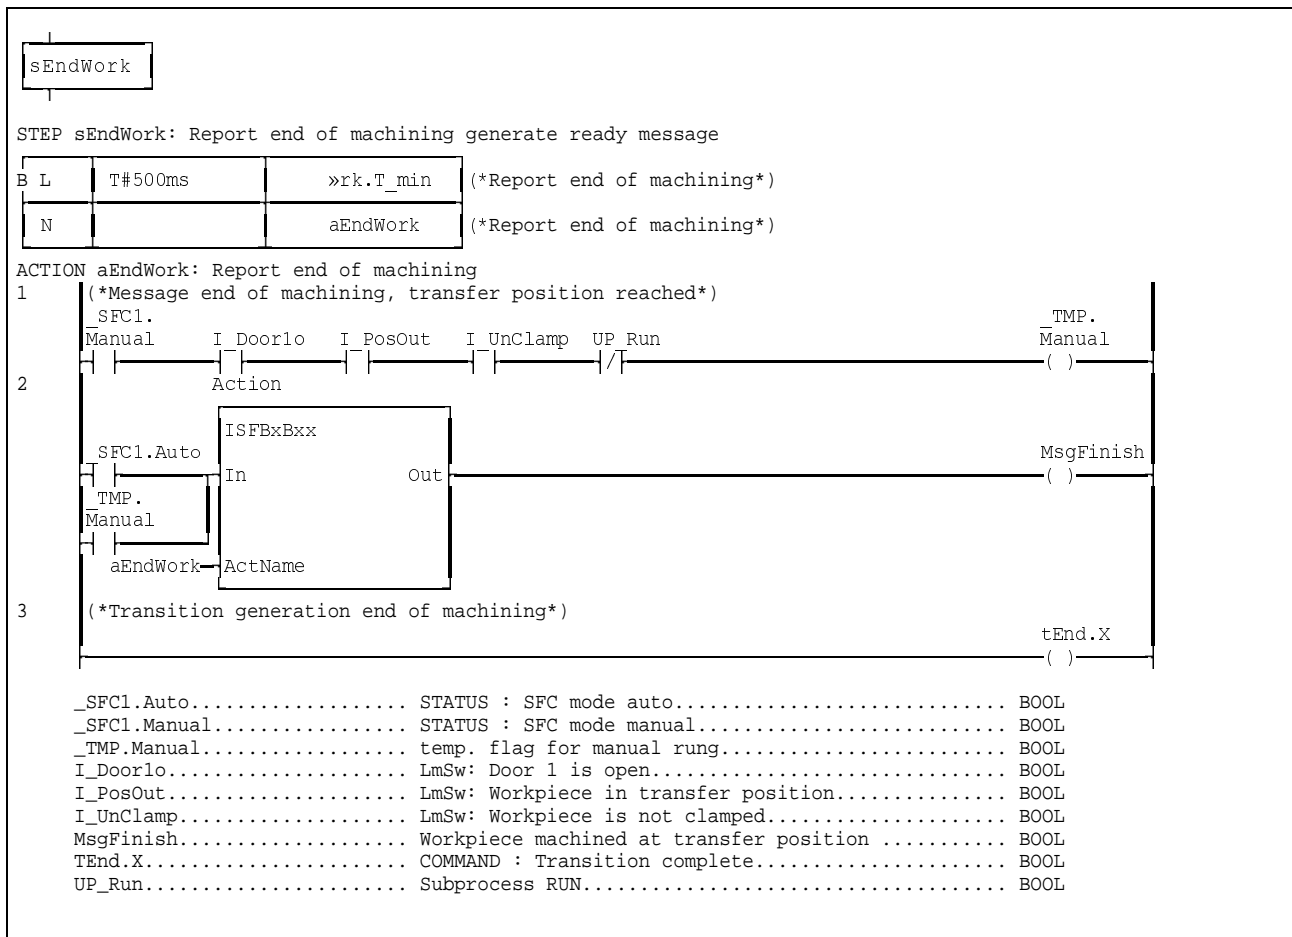 sEndWork
STEP sEndWork: Report end of machining generate ready message
B L T#500ms »rk.T_min (*Report end of machining*)
N aEndWork (*Report end of machining*)
ACTION aEndWork: Report end of machining
1 (*Message end of machining, transfer position reached*)
_SFC1. _TMP.
Manual I_Door1o I_PosOut I_UnClamp UP_Run Manual
( )
2 Action
ISFBxBxx
_SFC1.Auto MsgFinish
In Out ( )
_TMP.
Manual
aEndWork ActName
3 (*Transition generation end of machining*)
tEnd.X
( )
_SFC1.Auto................... STATUS : SFC mode auto............................. BOOL
_SFC1.Manual................. STATUS : SFC mode manual........................... BOOL
_TMP.Manual.................. temp. flag for manual rung......................... BOOL
I_Door1o..................... LmSw: Door 1 is open............................... BOOL
I_PosOut..................... LmSw: Workpiece in transfer position............... BOOL
I_UnClamp.................... LmSw: Workpiece is not clamped..................... BOOL
MsgFinish.................... Workpiece machined at transfer position ........... BOOL
TEnd.X....................... COMMAND : Transition complete...................... BOOL
UP_Run....................... Subprocess RUN..................................... BOOL